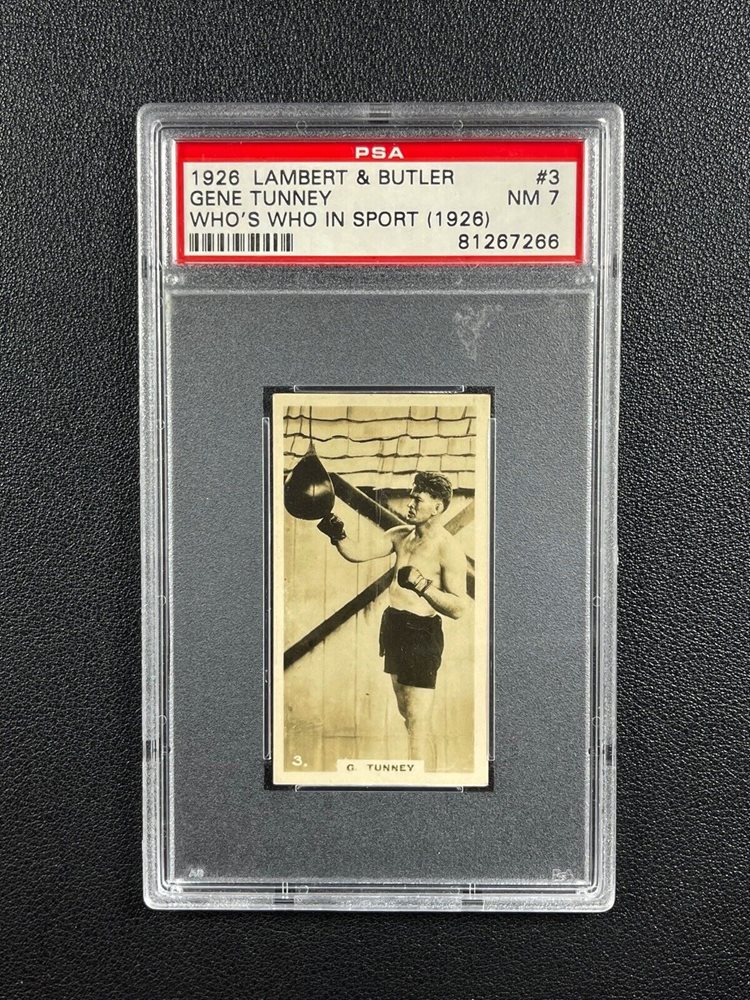 PSA
1926 LAMBERT & BUTLER #3
GENE TUNNEY NM 7
WHO'S WHO IN SPORT (1926)
81267266
3.
G. TUNNEY